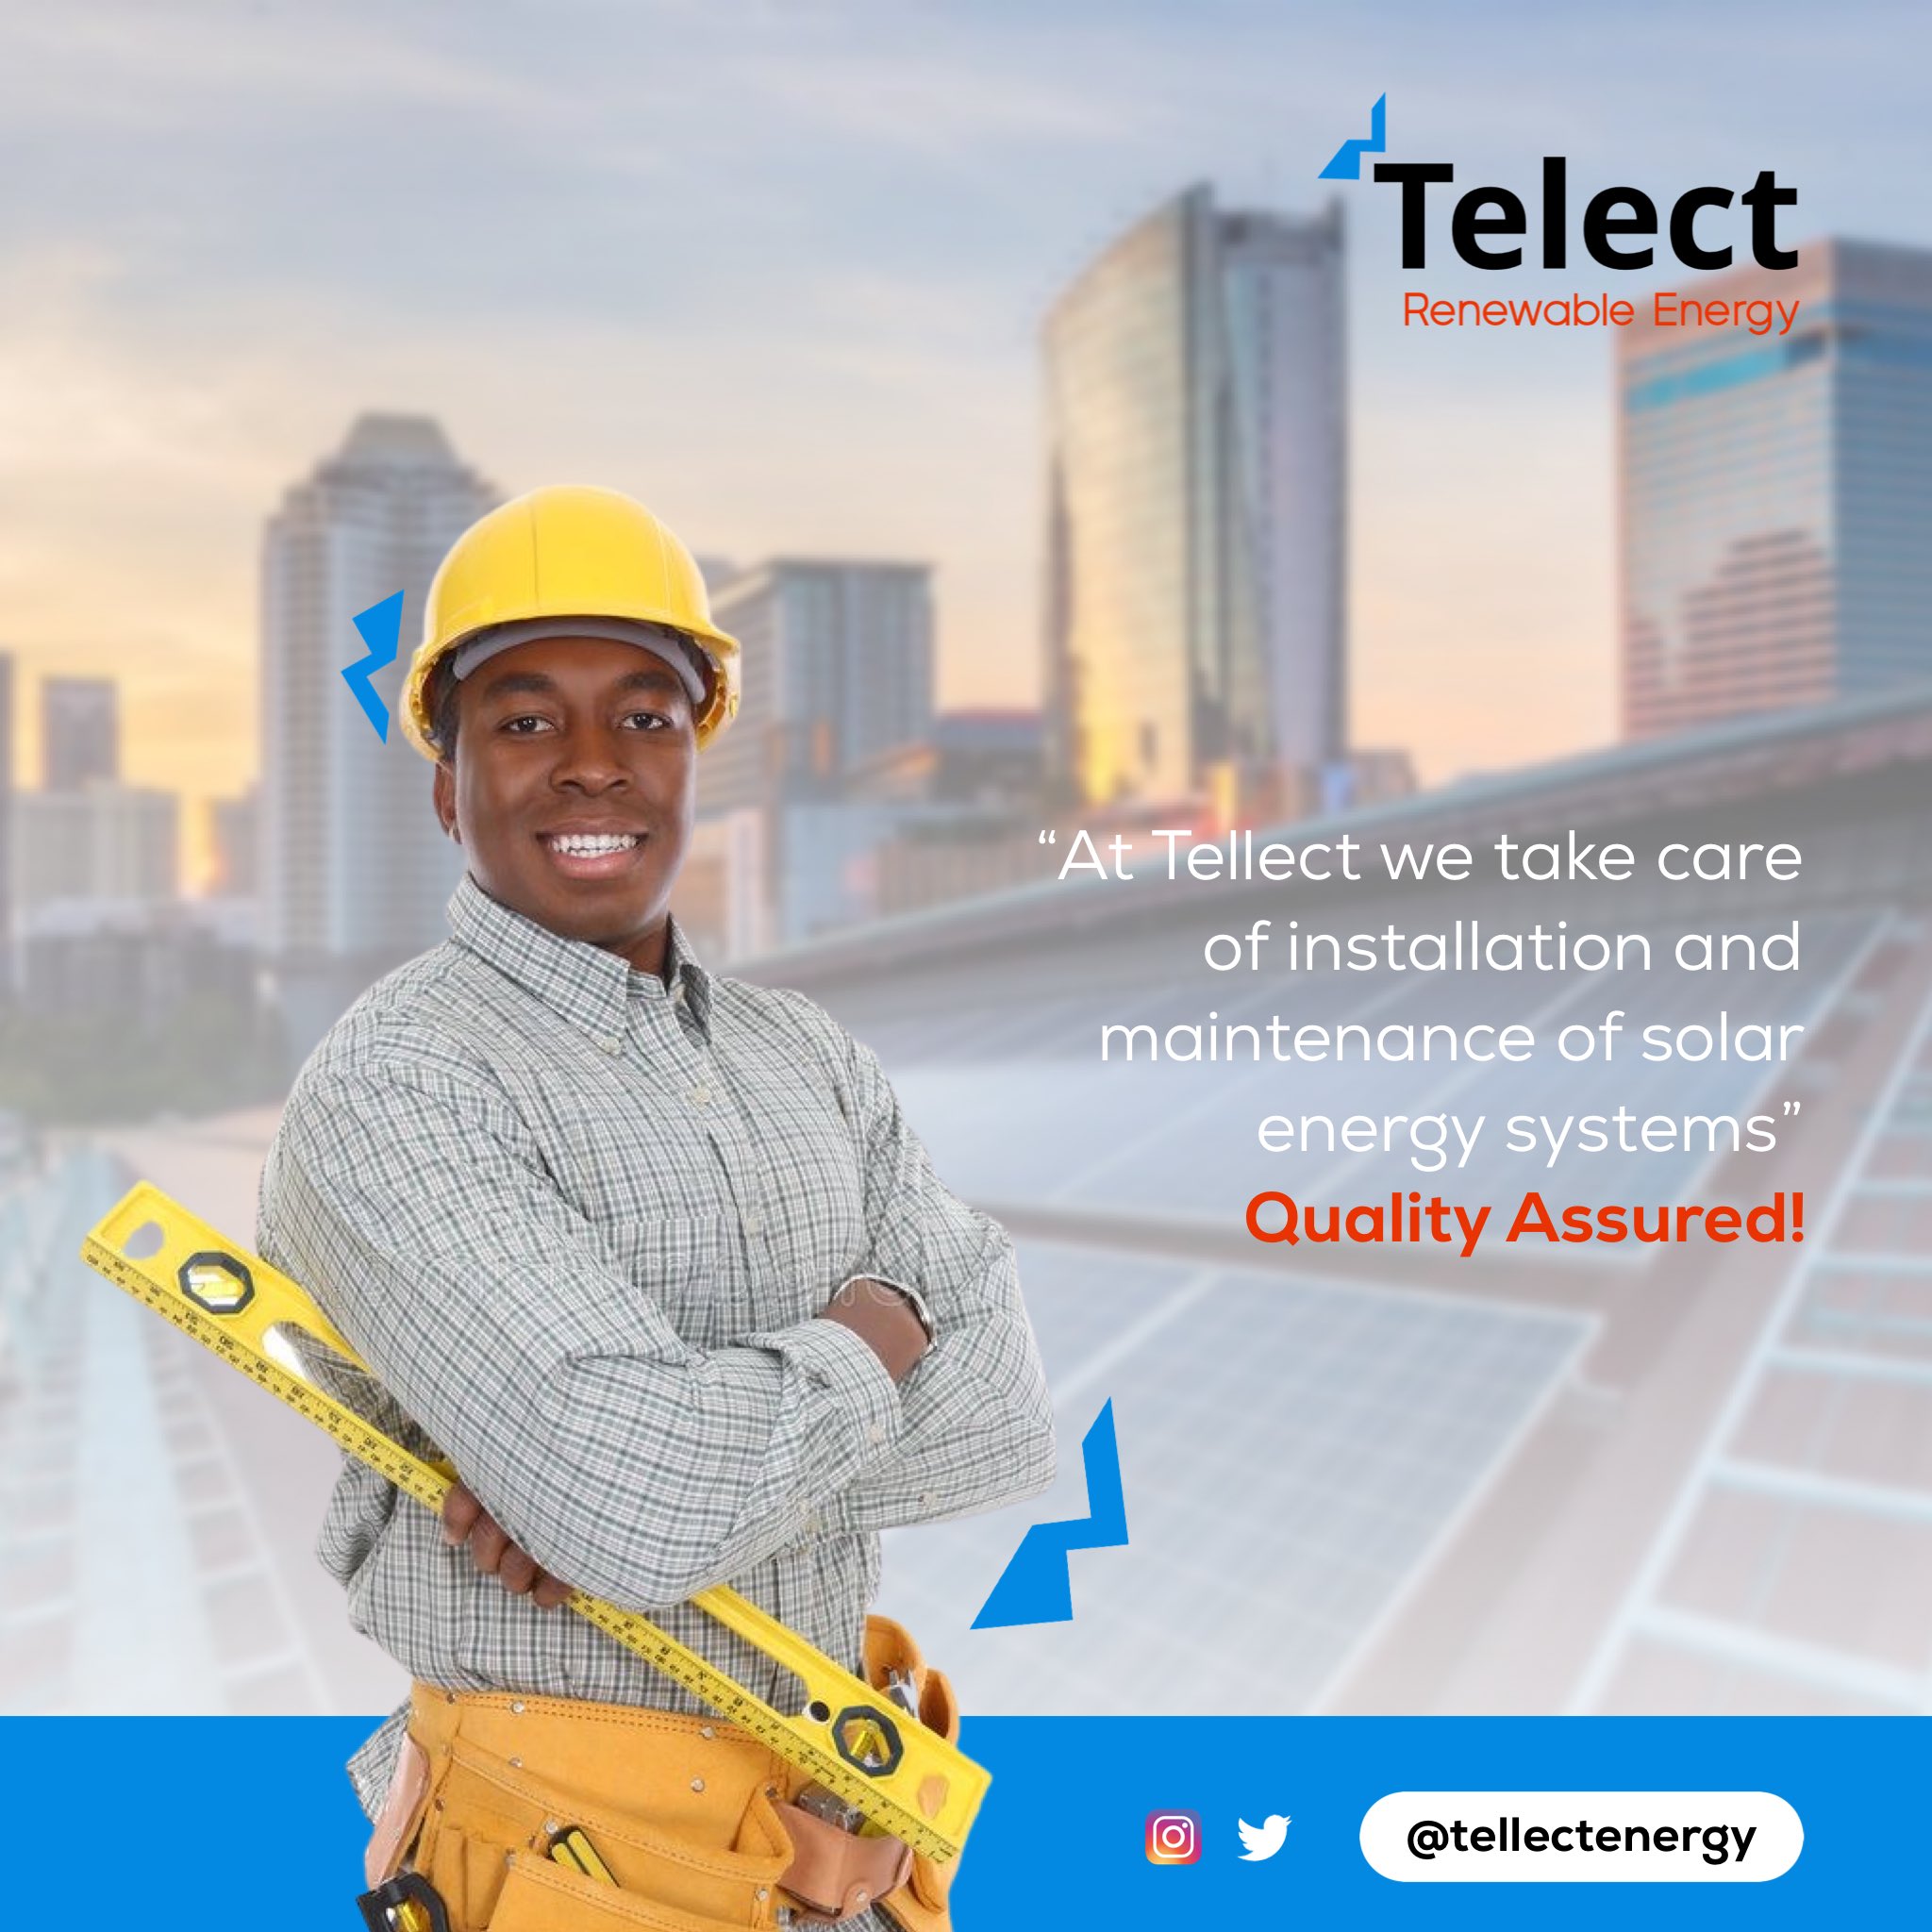 Telect
Renewable Energy
“At Tellect we take care
of installation and
maintenance of solar
energy systems”
Quality Assured!
@tellectenergy